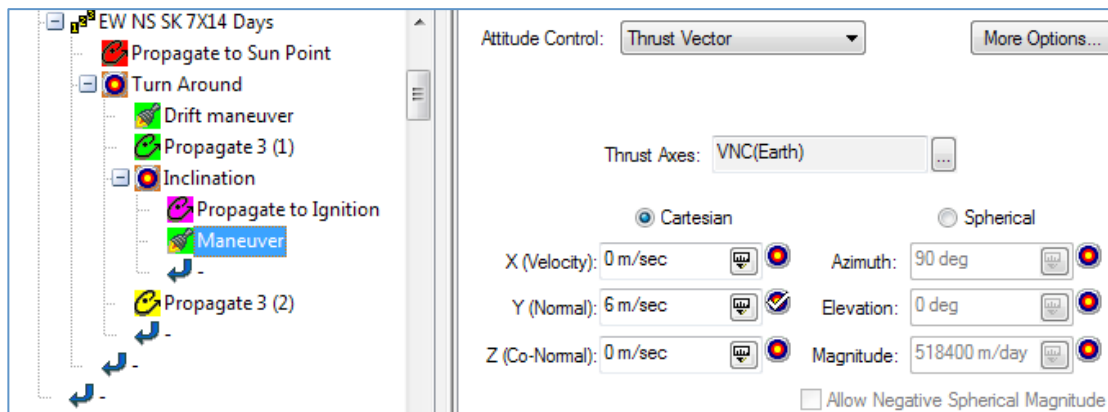 EW NS SK 7X14 Days
Propagate to Sun Point
Turn Around
Drift maneuver
Propagate 3 (1)
Inclination
Propagate to Ignition
Maneuver
-
Propagate 3 (2)
-
-
-
Attitude Control: Thrust Vector More Options...
Thrust Axes: VNC(Earth) ...
Cartesian Spherical
X (Velocity): 0 m/sec Azimuth: 90 deg
Y (Normal): 6 m/sec Elevation: 0 deg
Z (Co-Normal): 0 m/sec Magnitude: 518400 m/day
Allow Negative Spherical Magnitude